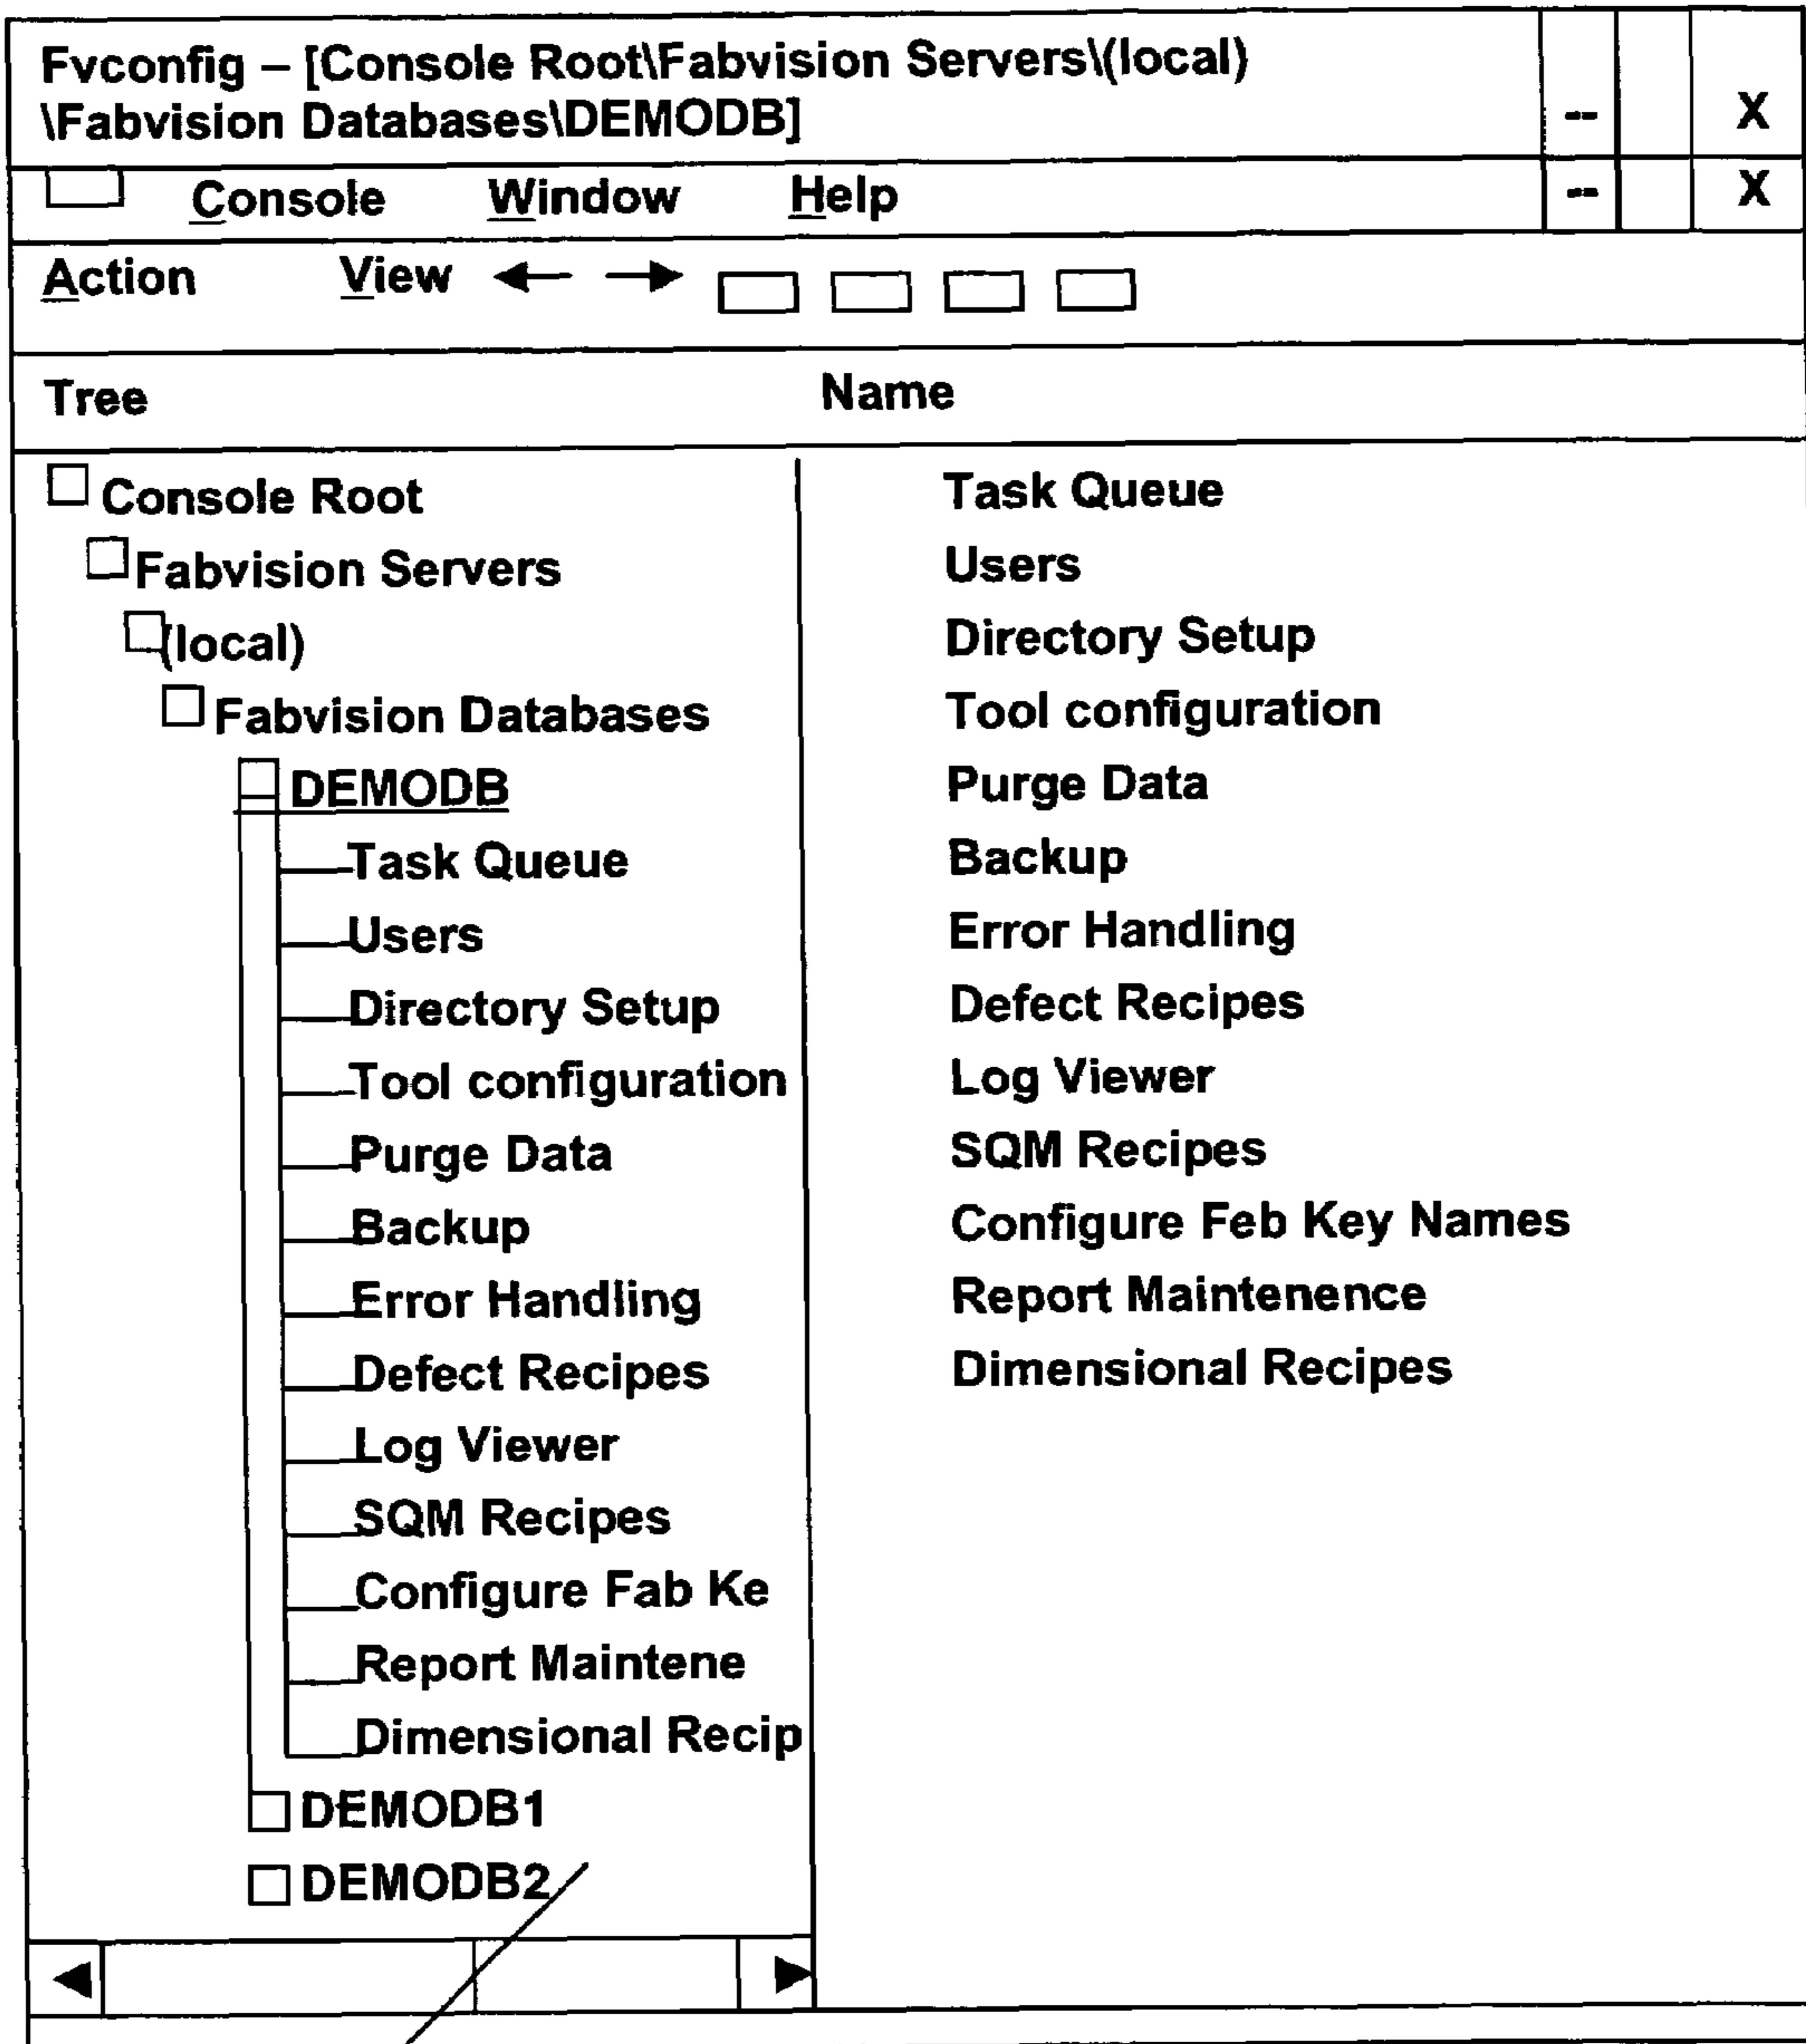 Fvconfig – [Console Root\Fabvision Servers\(local)
\Fabvision Databases\DEMODB]
-- X
Console Window Help -- X
Action View
Tree Name
Console Root
Fabvision Servers
(local)
Fabvision Databases
DEMODB
Task Queue
Users
Directory Setup
Tool configuration
Purge Data
Backup
Error Handling
Defect Recipes
Log Viewer
SQM Recipes
Configure Fab Ke
Report Maintene
Dimensional Recip
DEMODB1
DEMODB2
Task Queue
Users
Directory Setup
Tool configuration
Purge Data
Backup
Error Handling
Defect Recipes
Log Viewer
SQM Recipes
Configure Feb Key Names
Report Maintenence
Dimensional Recipes